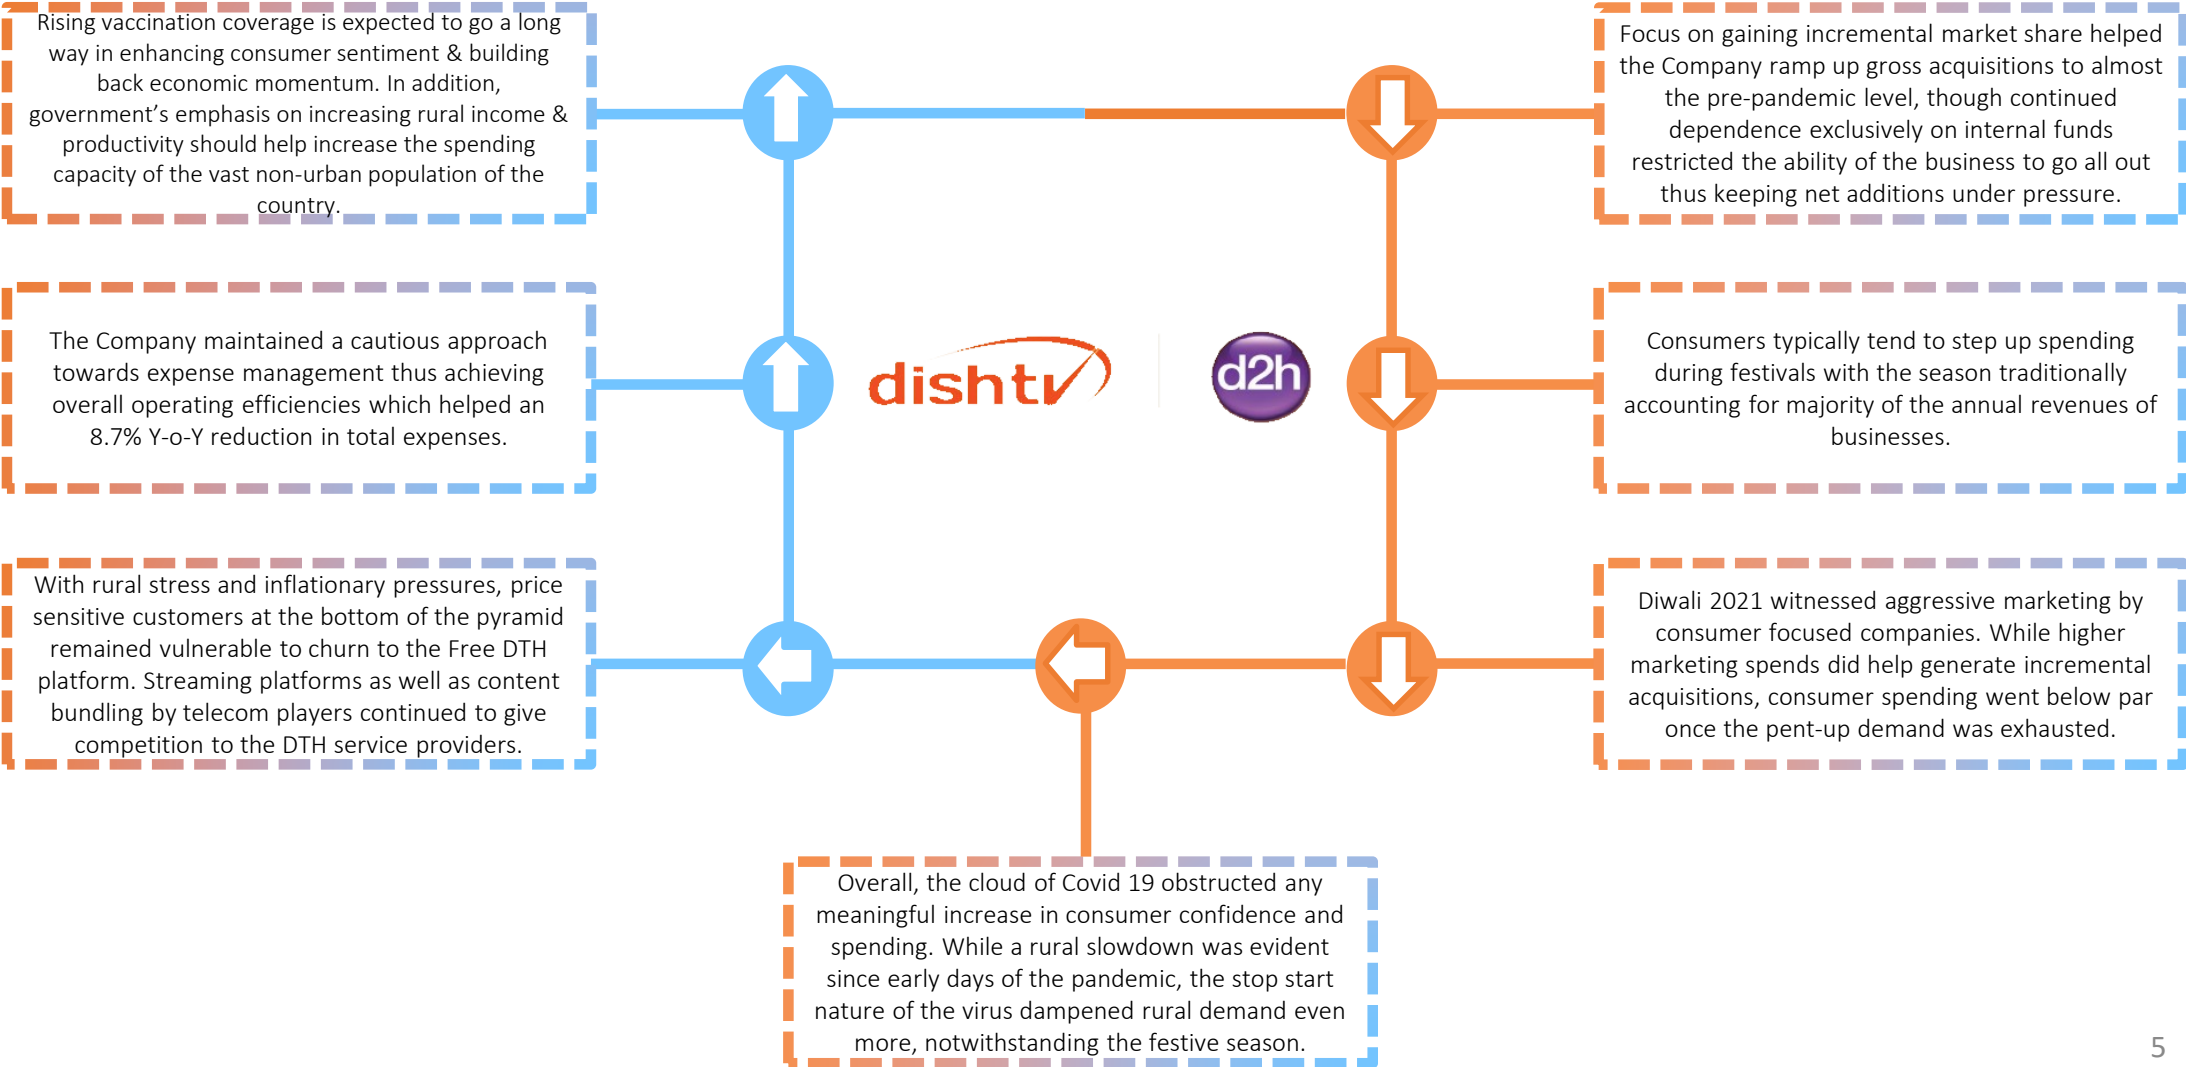 Rising vaccination coverage is expected to go a long
way in enhancing consumer sentiment & building
back economic momentum. In addition,
government’s emphasis on increasing rural income &
productivity should help increase the spending
capacity of the vast non-urban population of the
country.
Focus on gaining incremental market share helped
the Company ramp up gross acquisitions to almost
the pre-pandemic level, though continued
dependence exclusively on internal funds
restricted the ability of the business to go all out
thus keeping net additions under pressure.
The Company maintained a cautious approach
towards expense management thus achieving
overall operating efficiencies which helped an
8.7% Y-o-Y reduction in total expenses.
dishtv
d2h
Consumers typically tend to step up spending
during festivals with the season traditionally
accounting for majority of the annual revenues of
businesses.
With rural stress and inflationary pressures, price
sensitive customers at the bottom of the pyramid
remained vulnerable to churn to the Free DTH
platform. Streaming platforms as well as content
bundling by telecom players continued to give
competition to the DTH service providers.
Diwali 2021 witnessed aggressive marketing by
consumer focused companies. While higher
marketing spends did help generate incremental
acquisitions, consumer spending went below par
once the pent-up demand was exhausted.
Overall, the cloud of Covid 19 obstructed any
meaningful increase in consumer confidence and
spending. While a rural slowdown was evident
since early days of the pandemic, the stop start
nature of the virus dampened rural demand even
more, notwithstanding the festive season.
5